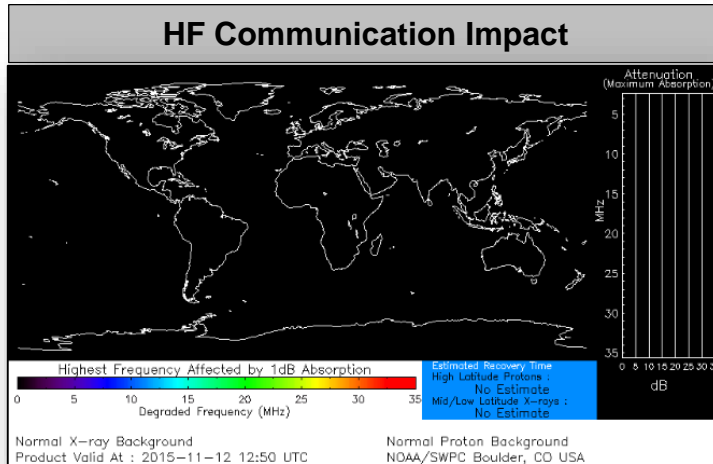 HF Communication Impact
Attenuation
(Maximum Absorption)
5
10
15
20
25
30
35
MHz
0 5 10 15 20 25 30
dB
Highest Frequency Affected by 1dB Absorption
0 5 10 15 20 25 30 35
Degraded Frequency (MHz)
Estimated Recovery Time
High Latitude Protons :
No Estimate
Mid/Low Latitude X-rays :
No Estimate
Normal X-ray Background
Product Valid At : 2015-11-12 12:50 UTC
Normal Proton Background
NOAA/SWPC Boulder, CO USA